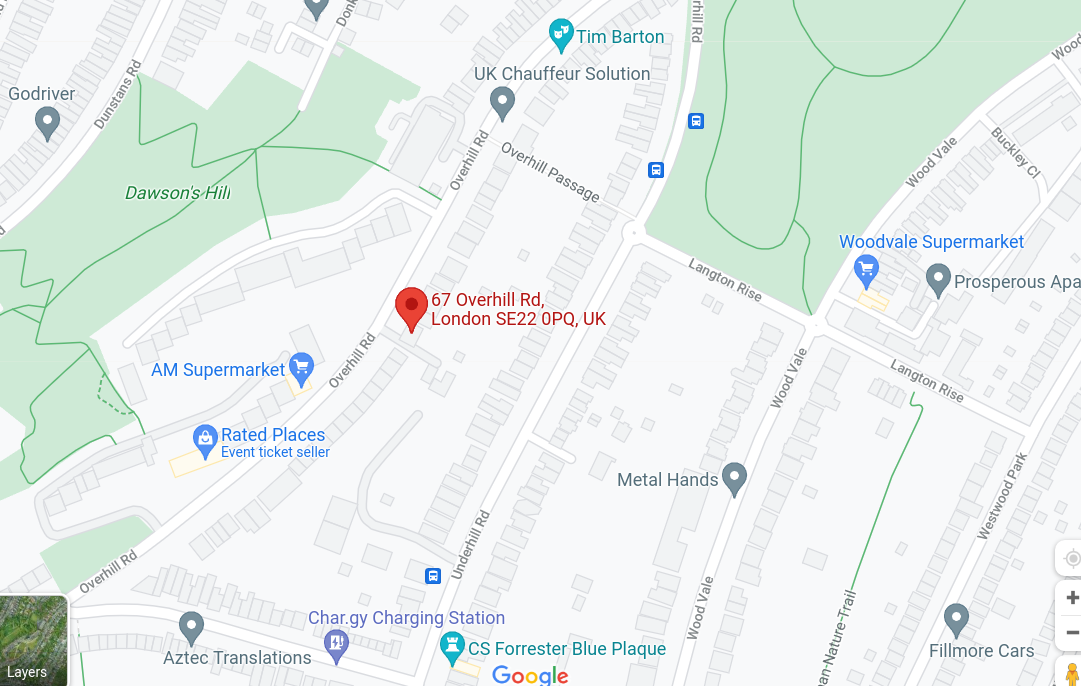 Donk
erhill Rd
Tim Barton
Wood
UK Chauffeur Solution
Godriver
Dunstans Rd
Overhill Rd
Overhill Passage
Wood Vale
Buckley Cl
Dawson's Hill
Woodvale Supermarket
Langton Rise
Prosperous Apa
67 Overhill Rd,
London SE22 0PQ, UK
AM Supermarket
Overhill Rd
Wood Vale
Langton Rise
Rated Places
Event ticket seller
Metal Hands
Westwood Park
Underhill Rd
Overhill Rd
Wood Vale
an-Nature-Trail
Char.gy Charging Station
Aztec Translations
CS Forrester Blue Plaque
Fillmore Cars
Layers
Google